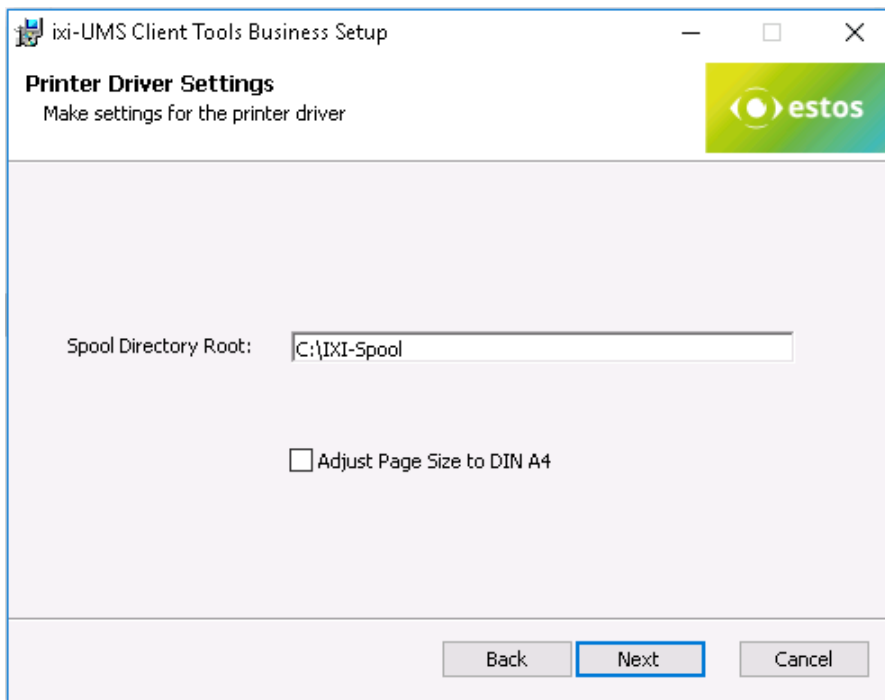 ixi-UMS Client Tools Business Setup
Printer Driver Settings
Make settings for the printer driver
estos
Spool Directory Root: C:\IXI-Spool
Adjust Page Size to DIN A4
Back Next Cancel